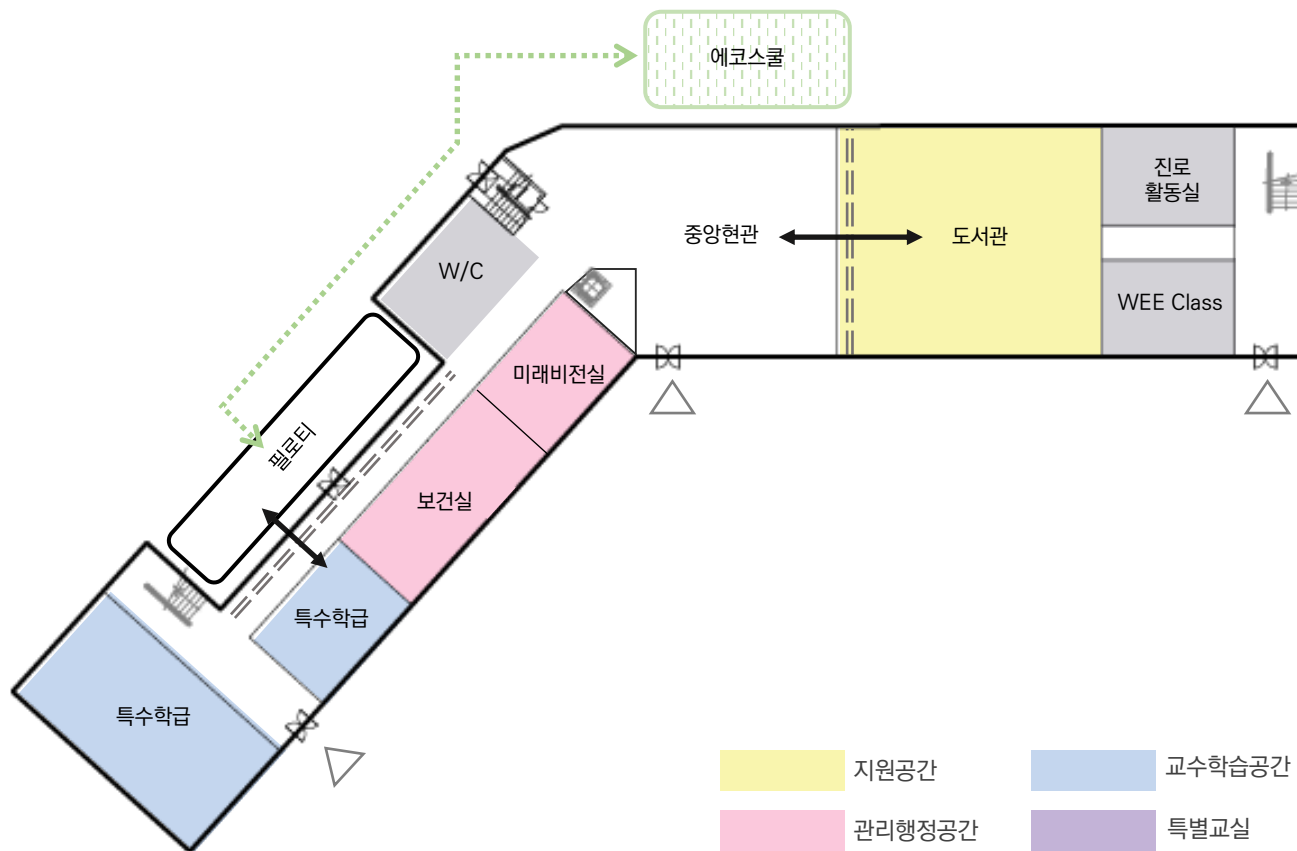 에코스쿨
진로
활동실
중앙현관
도서관
W/C
WEE Class
미래비전실
필로티
보건실
특수학급
특수학급
지원공간
교수학습공간
관리행정공간
특별교실